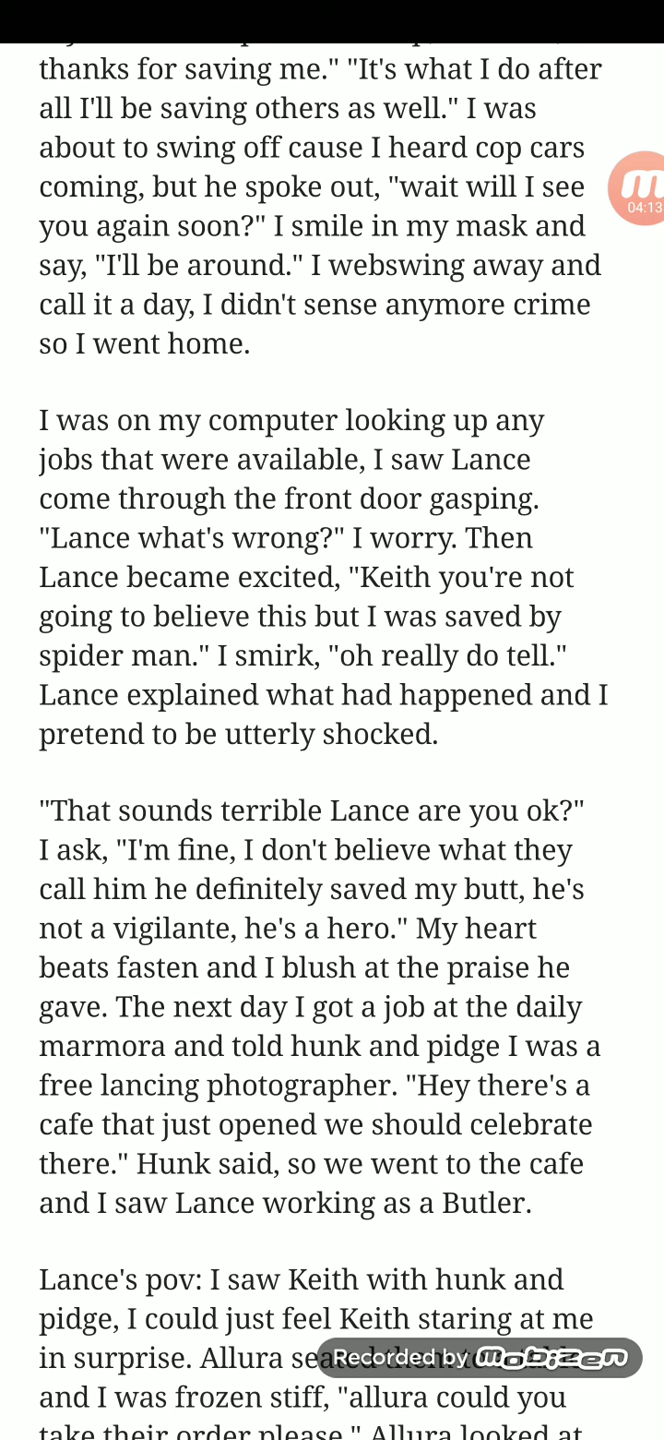 thanks for saving me." "It's what I do after
all I'll be saving others as well." I was
about to swing off cause I heard cop cars
coming, but he spoke out, "wait will I see
you again soon?" I smile in my mask and
say, "I'll be around." I webswing away and
call it a day, I didn't sense anymore crime
so I went home.
I was on my computer looking up any
jobs that were available, I saw Lance
come through the front door gasping.
"Lance what's wrong?" I worry. Then
Lance became excited, "Keith you're not
going to believe this but I was saved by
spider man." I smirk, "oh really do tell."
Lance explained what had happened and I
pretend to be utterly shocked.
"That sounds terrible Lance are you ok?"
I ask, "I'm fine, I don't believe what they
call him he definitely saved my butt, he's
not a vigilante, he's a hero." My heart
beats fasten and I blush at the praise he
gave. The next day I got a job at the daily
marmora and told hunk and pidge I was a
free lancing photographer. "Hey there's a
cafe that just opened we should celebrate
there." Hunk said, so we went to the cafe
and I saw Lance working as a Butler.
Lance's pov: I saw Keith with hunk and
pidge, I could just feel Keith staring at me
in surprise. Allura
and I was frozen stiff, "allura could you
take their order please." Allura looked at
04:13
Recorded by mobizen